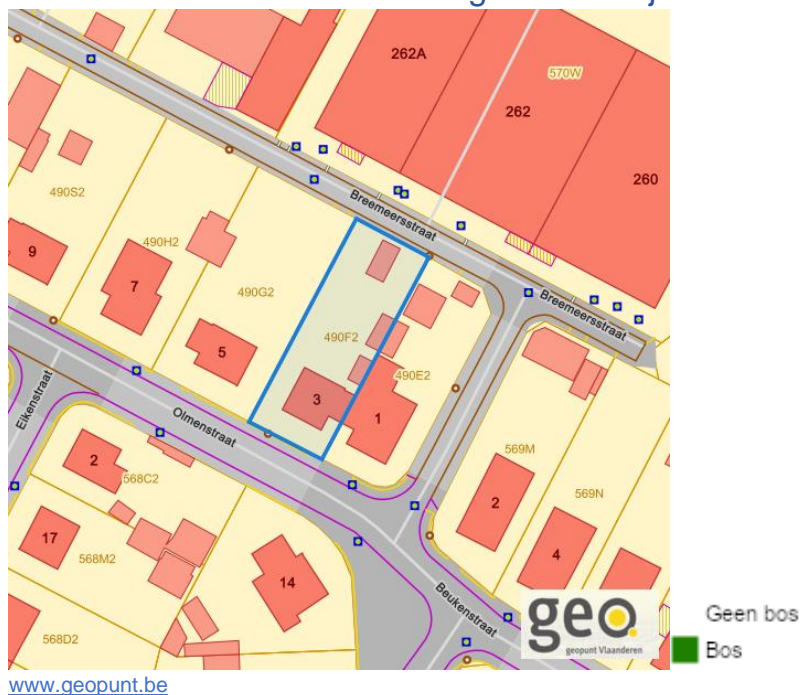 262A
570W
262
260
490S2
Breemeersstraat
490H2
9
7
490G2
Breemeersstraat
490F2
5
490E2
3
1
Eikenstraat
Olmenstraat
569M
2
568C2
569N
2
17
568M2
4
14
Beukenstraat
568D2
geo.
geopunt Vlaanderen
Geen bos
Bos
www.geopunt.be